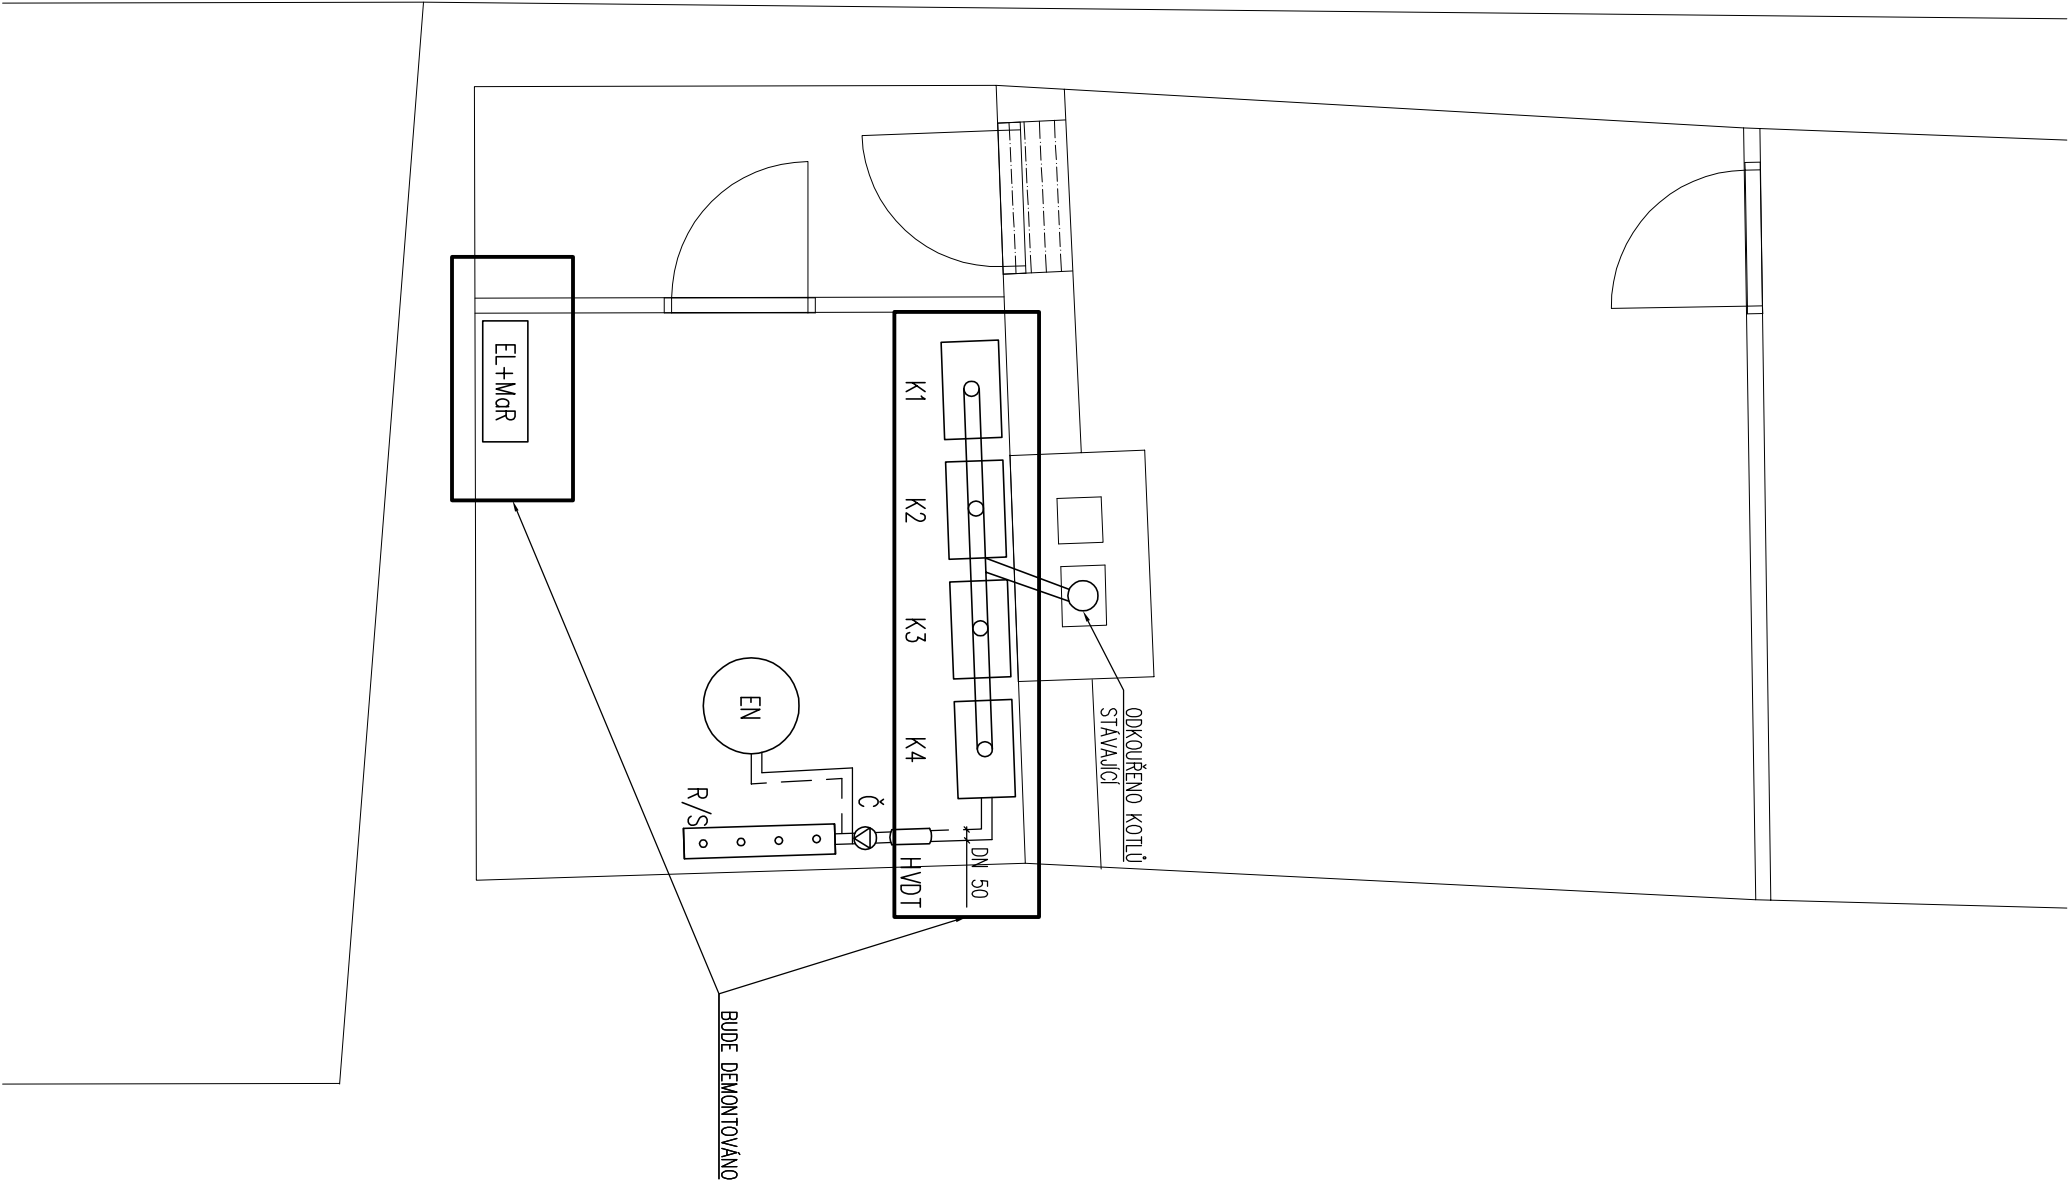 EL+MaR
K1
K2
K3
K4
EN
R/S
Č
HVDT
DN 50
ODKOUŘENO KOTLŮ
STÁVAJÍCÍ
BUDE DEMONTOVÁNO